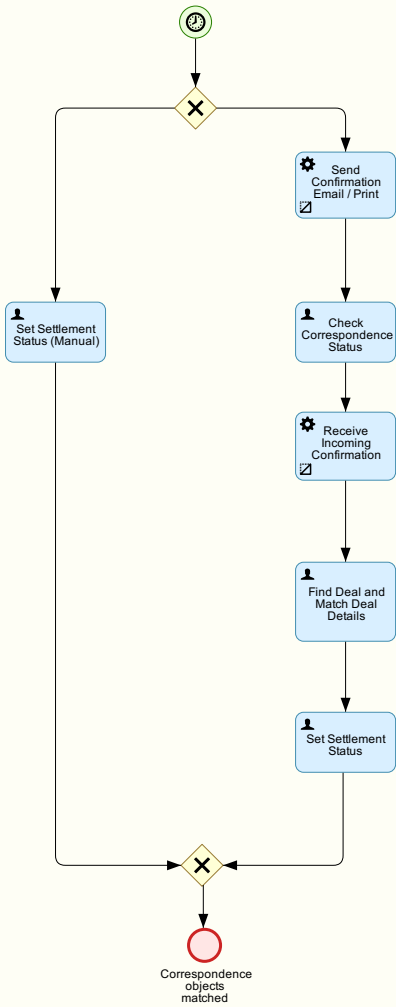 Send
Confirmation
Email / Print
Set Settlement
Status (Manual)
Check
Correspondence
Status
Receive
Incoming
Confirmation
Find Deal and
Match Deal
Details
Set Settlement
Status
Correspondence
objects
matched